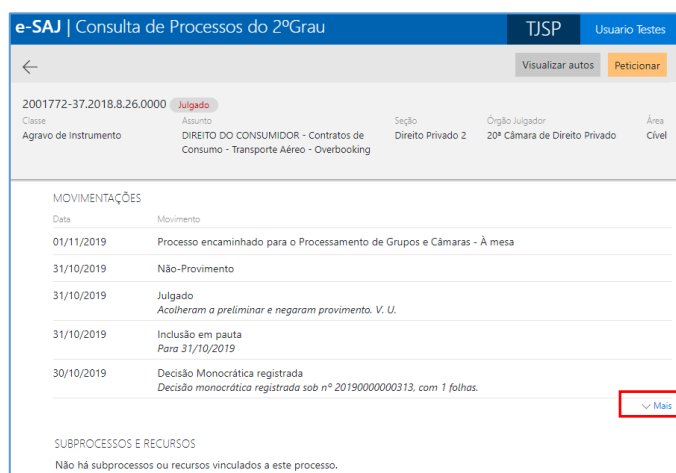 e-SAJ | Consulta de Processos do 2ºGrau TJSP Usuario Testes
Visualizar autos Peticionar
2001772-37.2018.8.26.0000 Julgado
Classe Assunto Seção Órgão Julgador Área
Agravo de Instrumento DIREITO DO CONSUMIDOR - Contratos de Direito Privado 2 20ª Câmara de Direito Privado Cível
Consumo - Transporte Aéreo - Overbooking
MOVIMENTAÇÕES
Data Movimento
01/11/2019 Processo encaminhado para o Processamento de Grupos e Câmaras - À mesa
31/10/2019 Não-Provimento
31/10/2019 Julgado
Acolheram a preliminar e negaram provimento. V. U.
31/10/2019 Inclusão em pauta
Para 31/10/2019
30/10/2019 Decisão Monocrática registrada
Decisão monocrática registrada sob nº 20190000000313, com 1 folhas.
Mais
SUBPROCESSOS E RECURSOS
Não há subprocessos ou recursos vinculados a este processo.